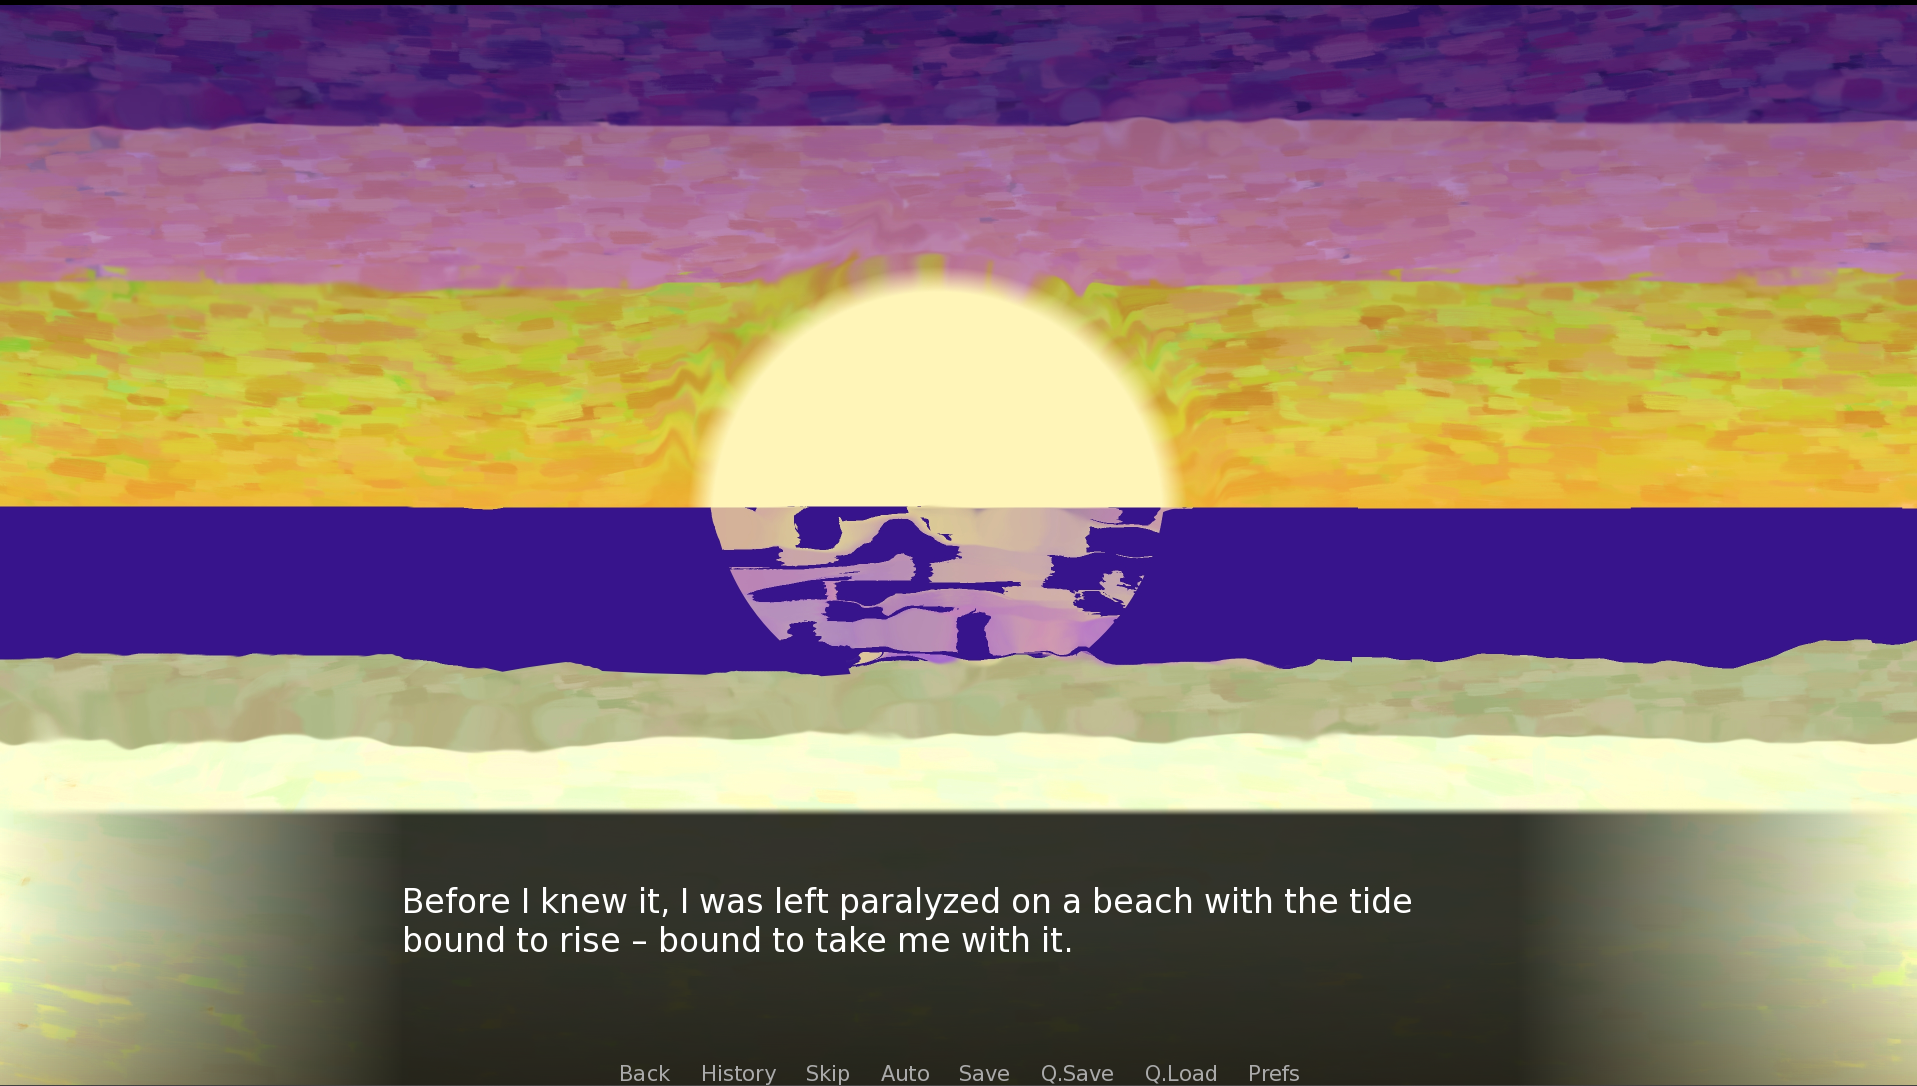 Before I knew it, I was left paralyzed on a beach with the tide
bound to rise – bound to take me with it.
Back History Skip Auto Save Q.Save Q.Load Prefs